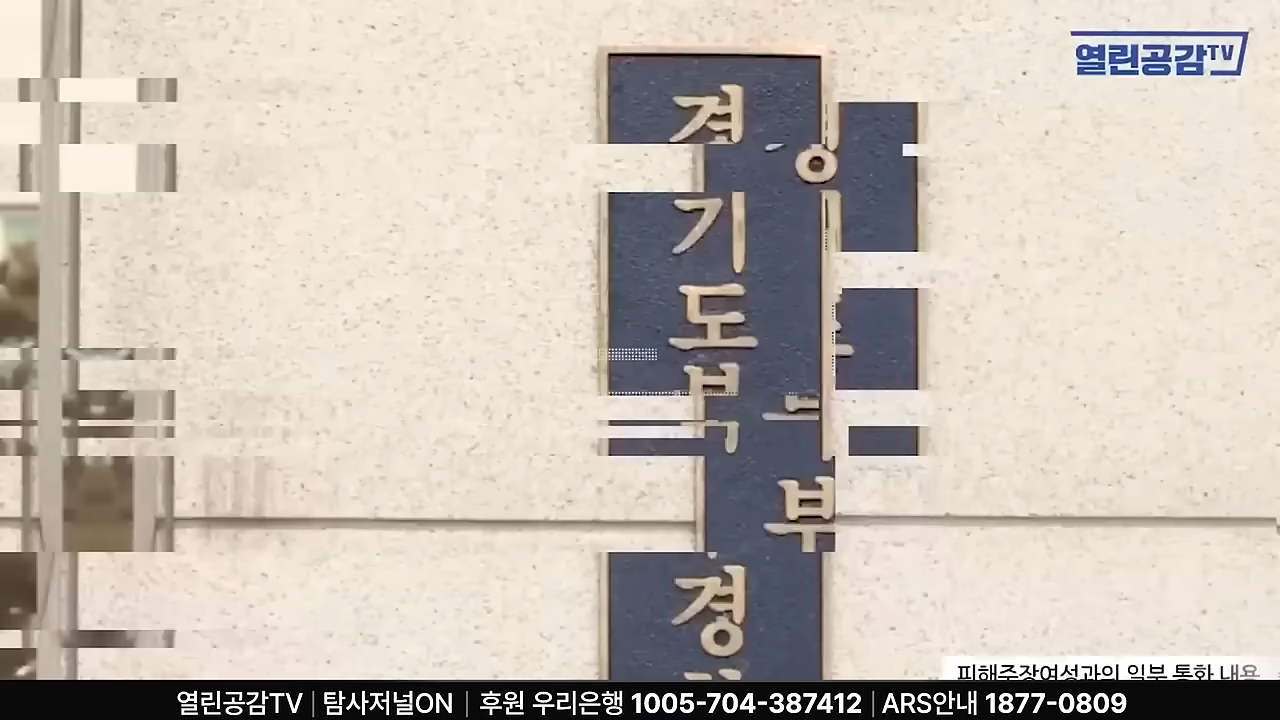 열린공감TV
경기도북부경
피해주장여성과의 일부 통화 내용
열린공감TV | 탐사저널ON | 후원 우리은행 1005-704-387412 | ARS안내 1877-0809